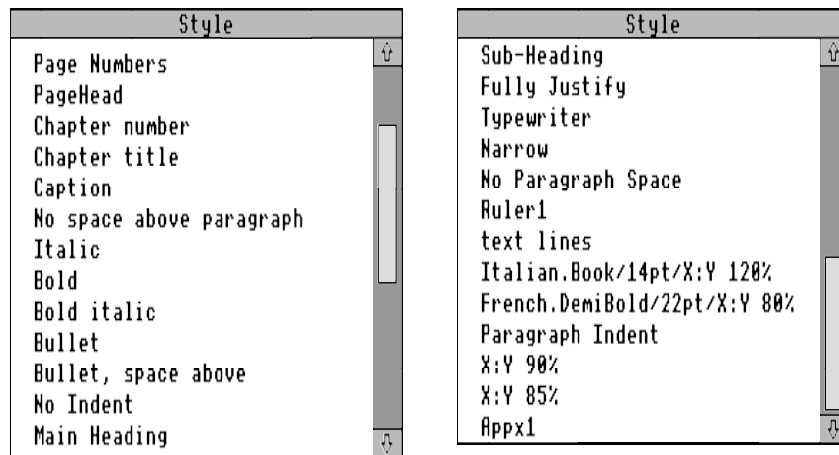 Style
Page Numbers
PageHead
Chapter number
Chapter title
Caption
No space above paragraph
Italic
Bold
Bold italic
Bullet
Bullet, space above
No Indent
Main Heading
Style
Sub-Heading
Fully Justify
Typewriter
Narrow
No Paragraph Space
Ruler1
text lines
Italian.Book/14pt/X:Y 120%
French.DemiBold/22pt/X:Y 80%
Paragraph Indent
X:Y 90%
X:Y 85%
Appx1